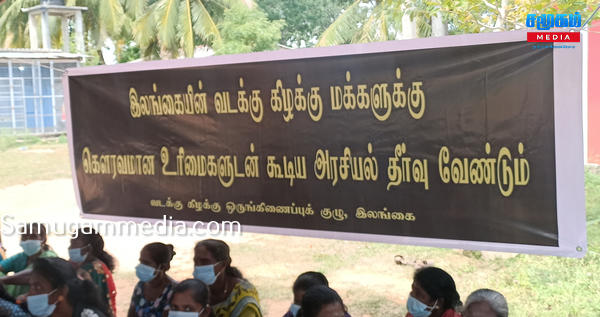 சமூகம்
MEDIA
இலங்கையின் வடக்கு கிழக்கு மக்களுக்கு
கௌரவமான உரிமைகளுடன் கூடிய அரசியல் தீர்வு வேண்டும்
வடக்கு கிழக்கு ஒருங்கிணைப்புக் குழு, இலங்கை
Samugammedia.com